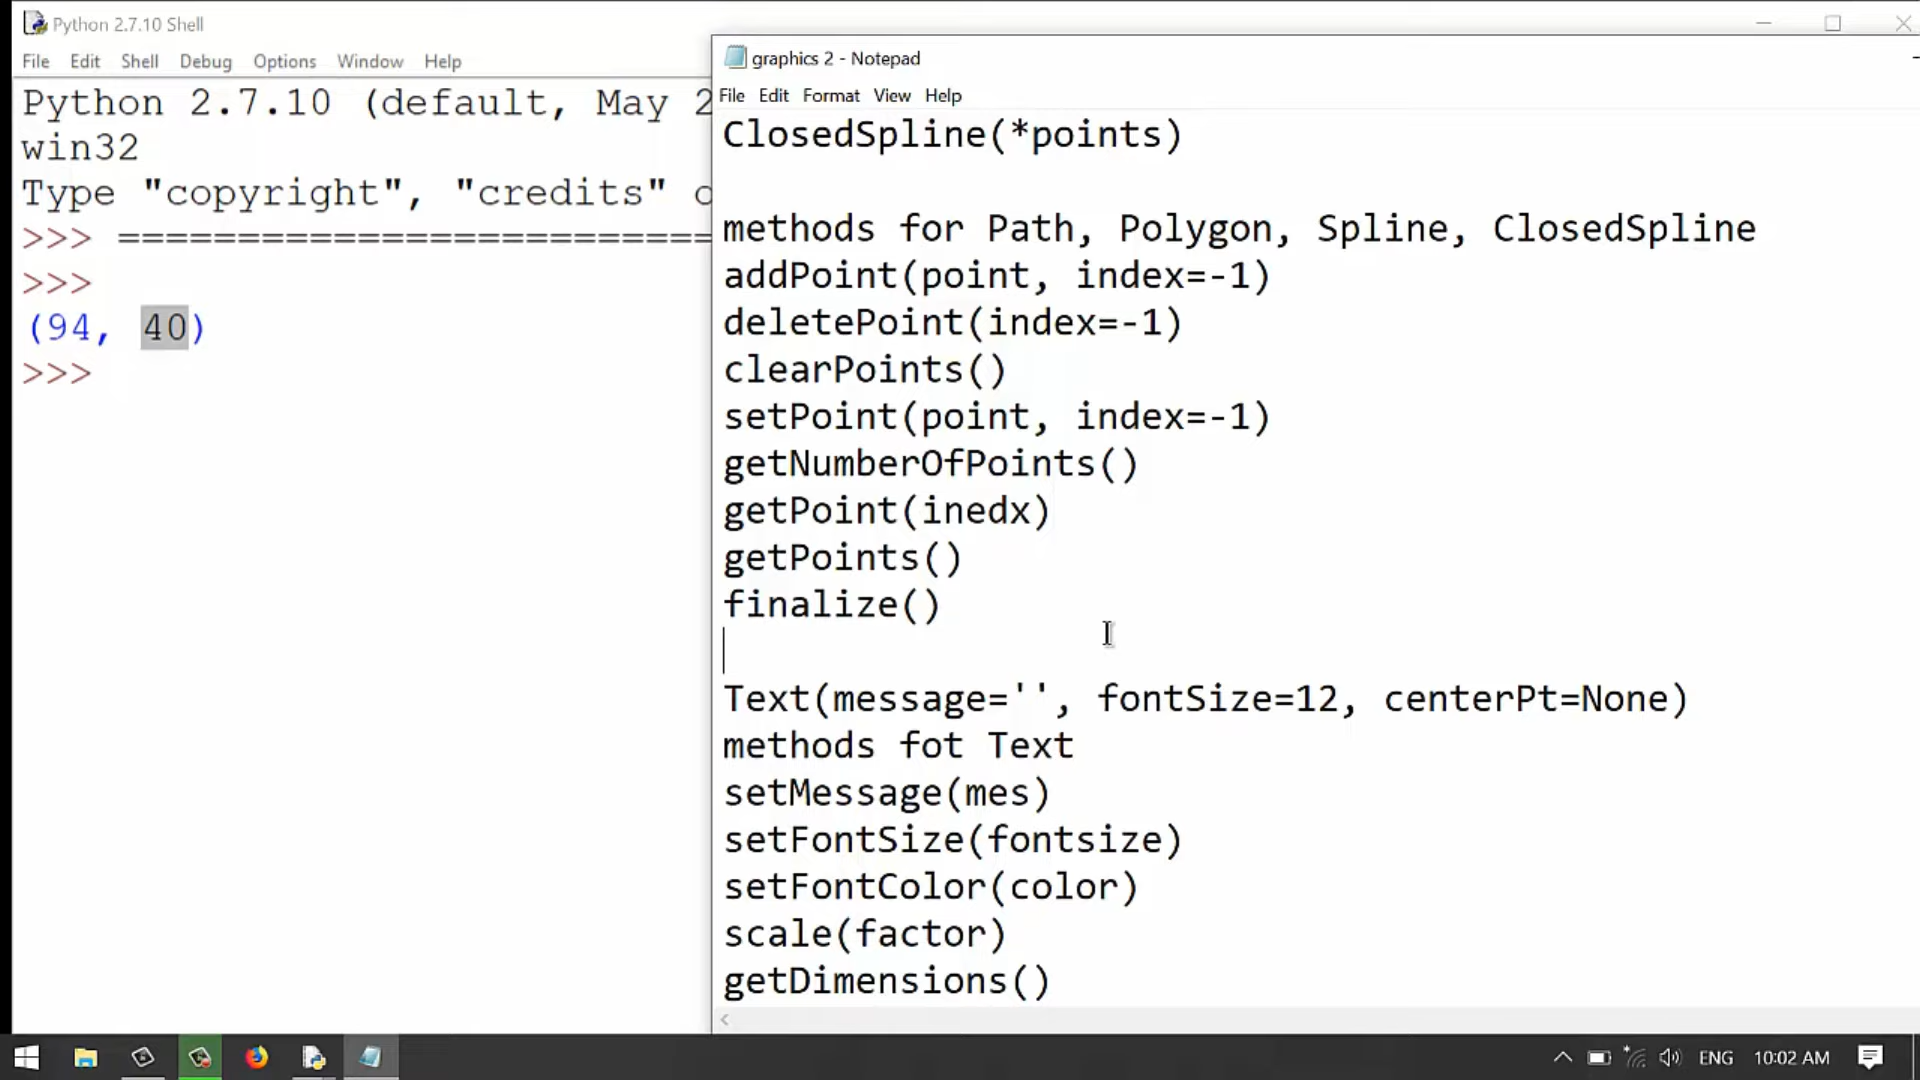 Python 2.7.10 Shell
File Edit Shell Debug Options Window Help
Python 2.7.10 (default, May 2
win32
Type "copyright", "credits" o
>>> =========================
>>>
(94, 40)
>>>
graphics 2 - Notepad
File Edit Format View Help
ClosedSpline(*points)
methods for Path, Polygon, Spline, ClosedSpline
addPoint(point, index=-1)
deletePoint(index=-1)
clearPoints()
setPoint(point, index=-1)
getNumberOfPoints()
getPoint(inedx)
getPoints()
finalize()
Text(message='', fontSize=12, centerPt=None)
methods fot Text
setMessage(mes)
setFontSize(fontsize)
setFontColor(color)
scale(factor)
getDimensions()
ENG 10:02 AM